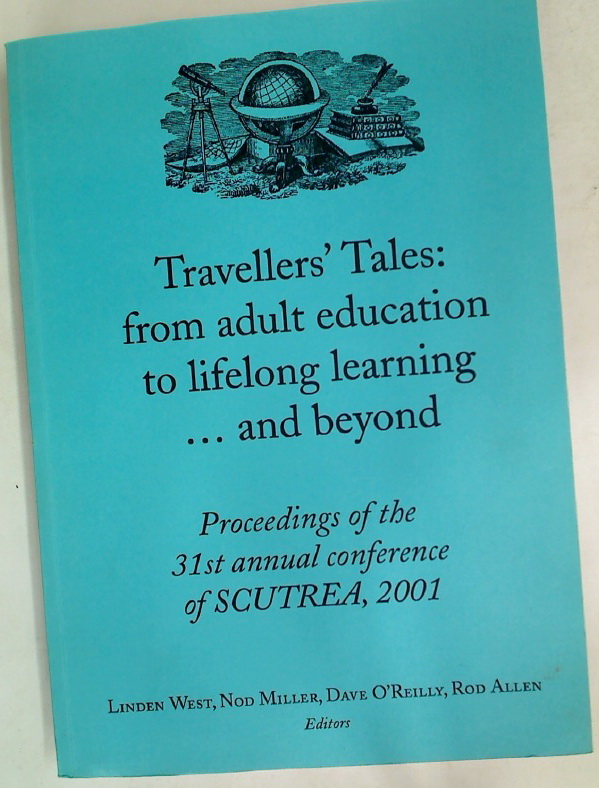 Travellers’ Tales:
from adult education
to lifelong learning
... and beyond
Proceedings of the
31st annual conference
of SCUTREA, 2001
LINDEN WEST, NOD MILLER, DAVE O’REILLY, ROD ALLEN
Editors